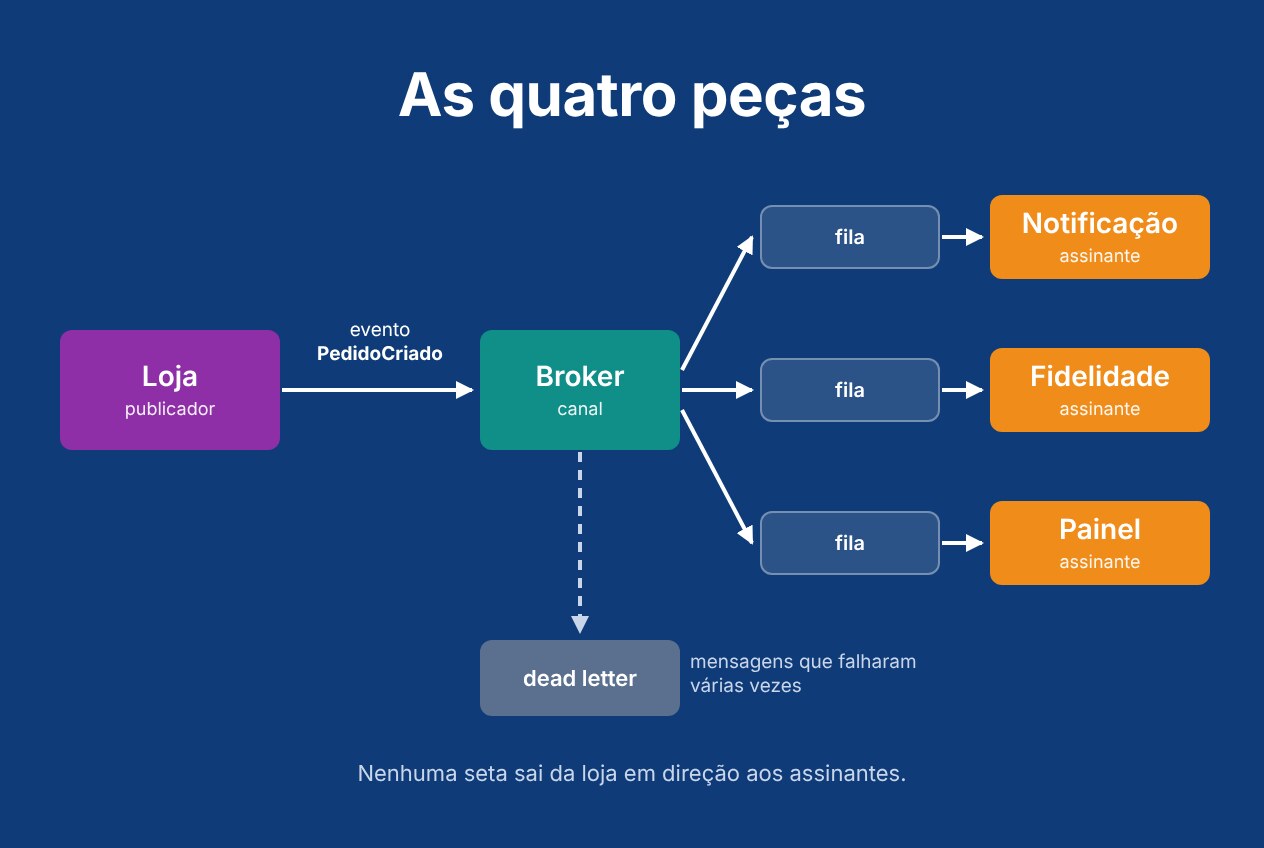 As quatro peças
Loja
publicador
evento
PedidoCriado
Broker
canal
fila
Notificação
assinante
fila
Fidelidade
assinante
fila
Painel
assinante
dead letter
mensagens que falharam
várias vezes
Nenhuma seta sai da loja em direção aos assinantes.